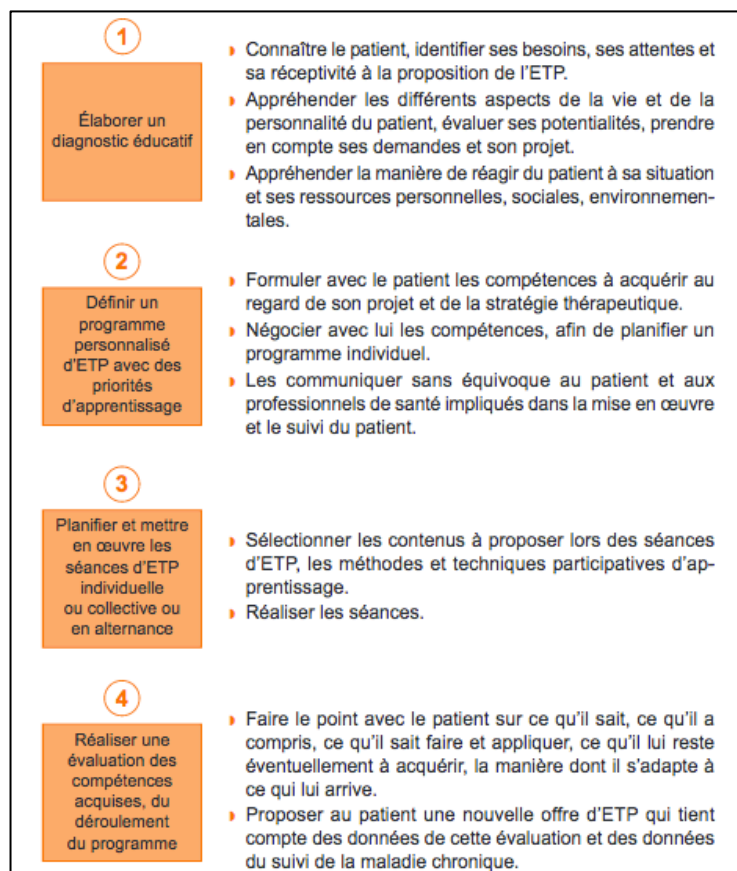 1
Élaborer un
diagnostic éducatif
Connaître le patient, identifier ses besoins, ses attentes et
sa réceptivité à la proposition de l'ETP.
Appréhender les différents aspects de la vie et de la
personnalité du patient, évaluer ses potentialités, prendre
en compte ses demandes et son projet.
Appréhender la manière de réagir du patient à sa situation
et ses ressources personnelles, sociales, environnemen-
tales.
2
Définir un
programme
personnalisé
d'ETP avec des
priorités
d'apprentissage
Formuler avec le patient les compétences à acquérir au
regard de son projet et de la stratégie thérapeutique.
Négocier avec lui les compétences, afin de planifier un
programme individuel.
Les communiquer sans équivoque au patient et aux
professionnels de santé impliqués dans la mise en œuvre
et le suivi du patient.
3
Planifier et mettre
en œuvre les
séances d'ETP
individuelle
ou collective ou
en alternance
Sélectionner les contenus à proposer lors des séances
d'ETP, les méthodes et techniques participatives d'ap-
prentissage.
Réaliser les séances.
4
Réaliser une
évaluation des
compétences
acquises, du
déroulement
du programme
Faire le point avec le patient sur ce qu'il sait, ce qu'il a
compris, ce qu'il sait faire et appliquer, ce qu'il lui reste
éventuellement à acquérir, la manière dont il s'adapte à
ce qui lui arrive.
Proposer au patient une nouvelle offre d'ETP qui tient
compte des données de cette évaluation et des données
du suivi de la maladie chronique.